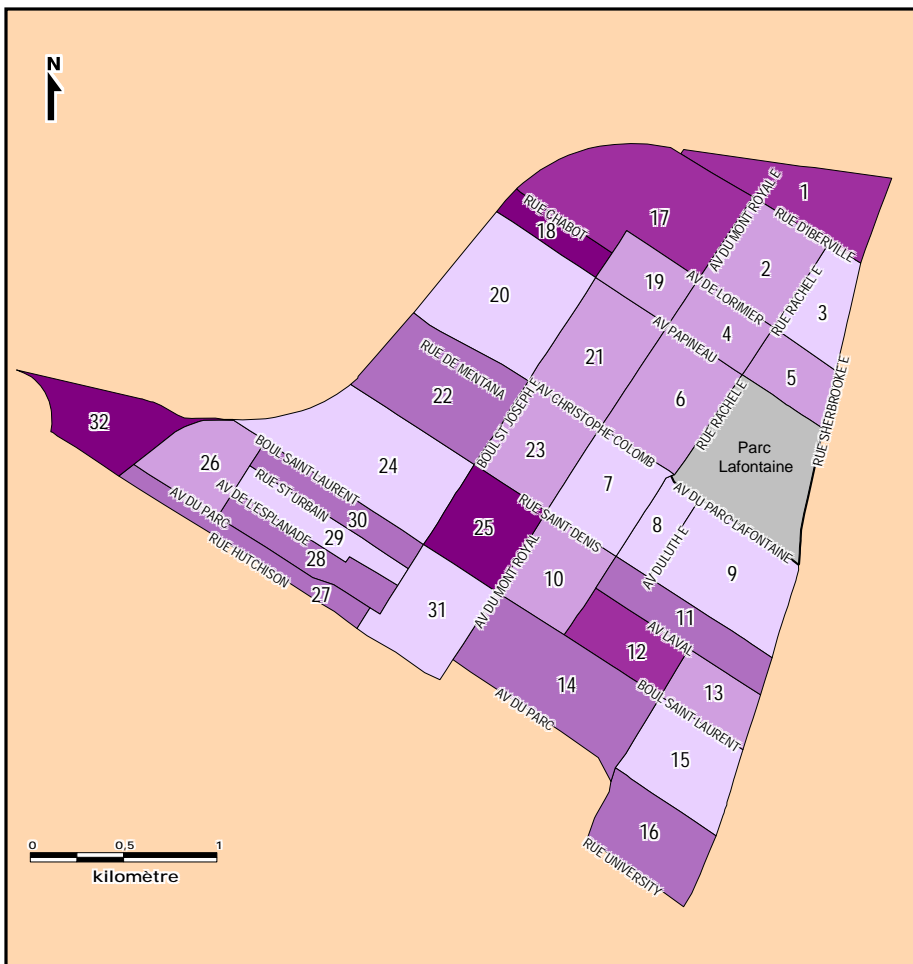 N
1
RUE CHABOT
17
AV DU MONT ROYAL E
18
RUE D'IBERVILLE
2
19
AV DE LORIMIER
RUE RACHEL E
20
3
AV PAPINEAU
4
21
RUE DE MENTANA
5
22
BOUL ST JOSEPH E
AV CHRISTOPHE COLOMB
6
RUE RACHEL E
RUE SHERBROOKE E
32
23
Parc
Lafontaine
26
BOUL SAINT-LAURENT
24
RUE ST URBAIN
7
AV DU PARC LAFONTAINE
AV DE L'ESPLANADE
AV DU PARC
30
25
RUE SAINT-DENIS
8
29
RUE HUTCHISON
28
AV DULUTH E
9
27
10
AV DU MONT ROYAL
31
11
AV LAVAL
12
14
13
BOUL SAINT-LAURENT
AV DU PARC
15
16
RUE UNIVERSITY
0 0,5 1
kilomètre